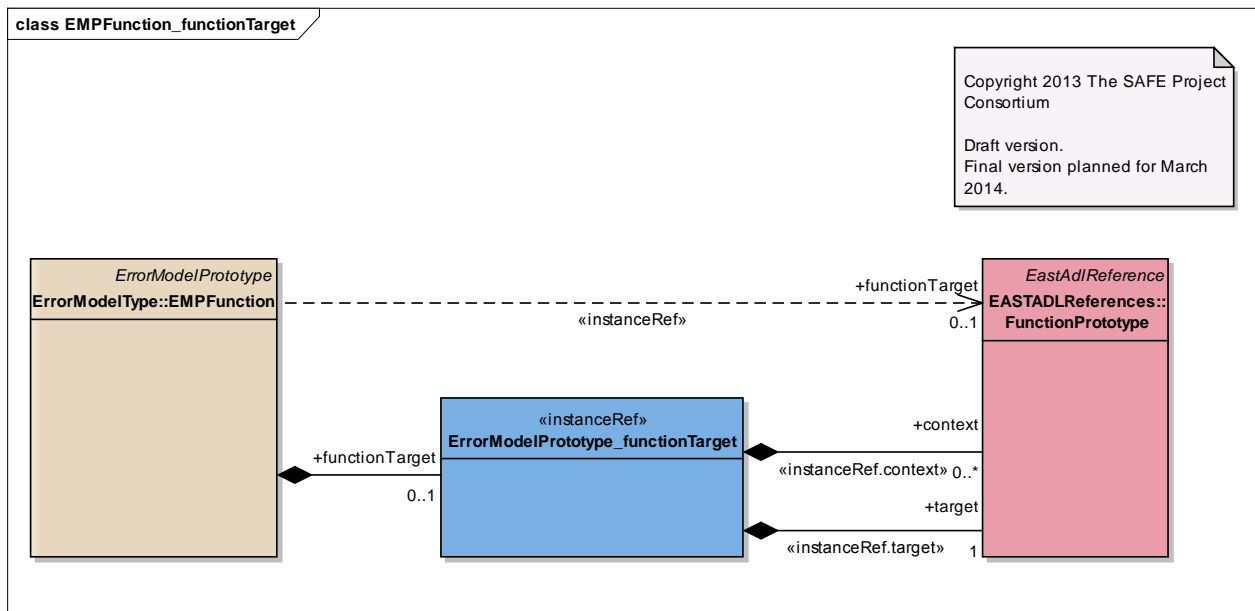 class EMPFunction_functionTarget
Copyright 2013 The SAFE Project
Consortium
Draft version.
Final version planned for March
2014.
ErrorModelPrototype
ErrorModelType::EMPFunction
EastAdlReference
EASTADLReferences::
FunctionPrototype
+functionTarget
«instanceRef»
0..1
«instanceRef»
ErrorModelPrototype_functionTarget
+functionTarget
0..1
+context
«instanceRef.context»
0..*
+target
«instanceRef.target»
1